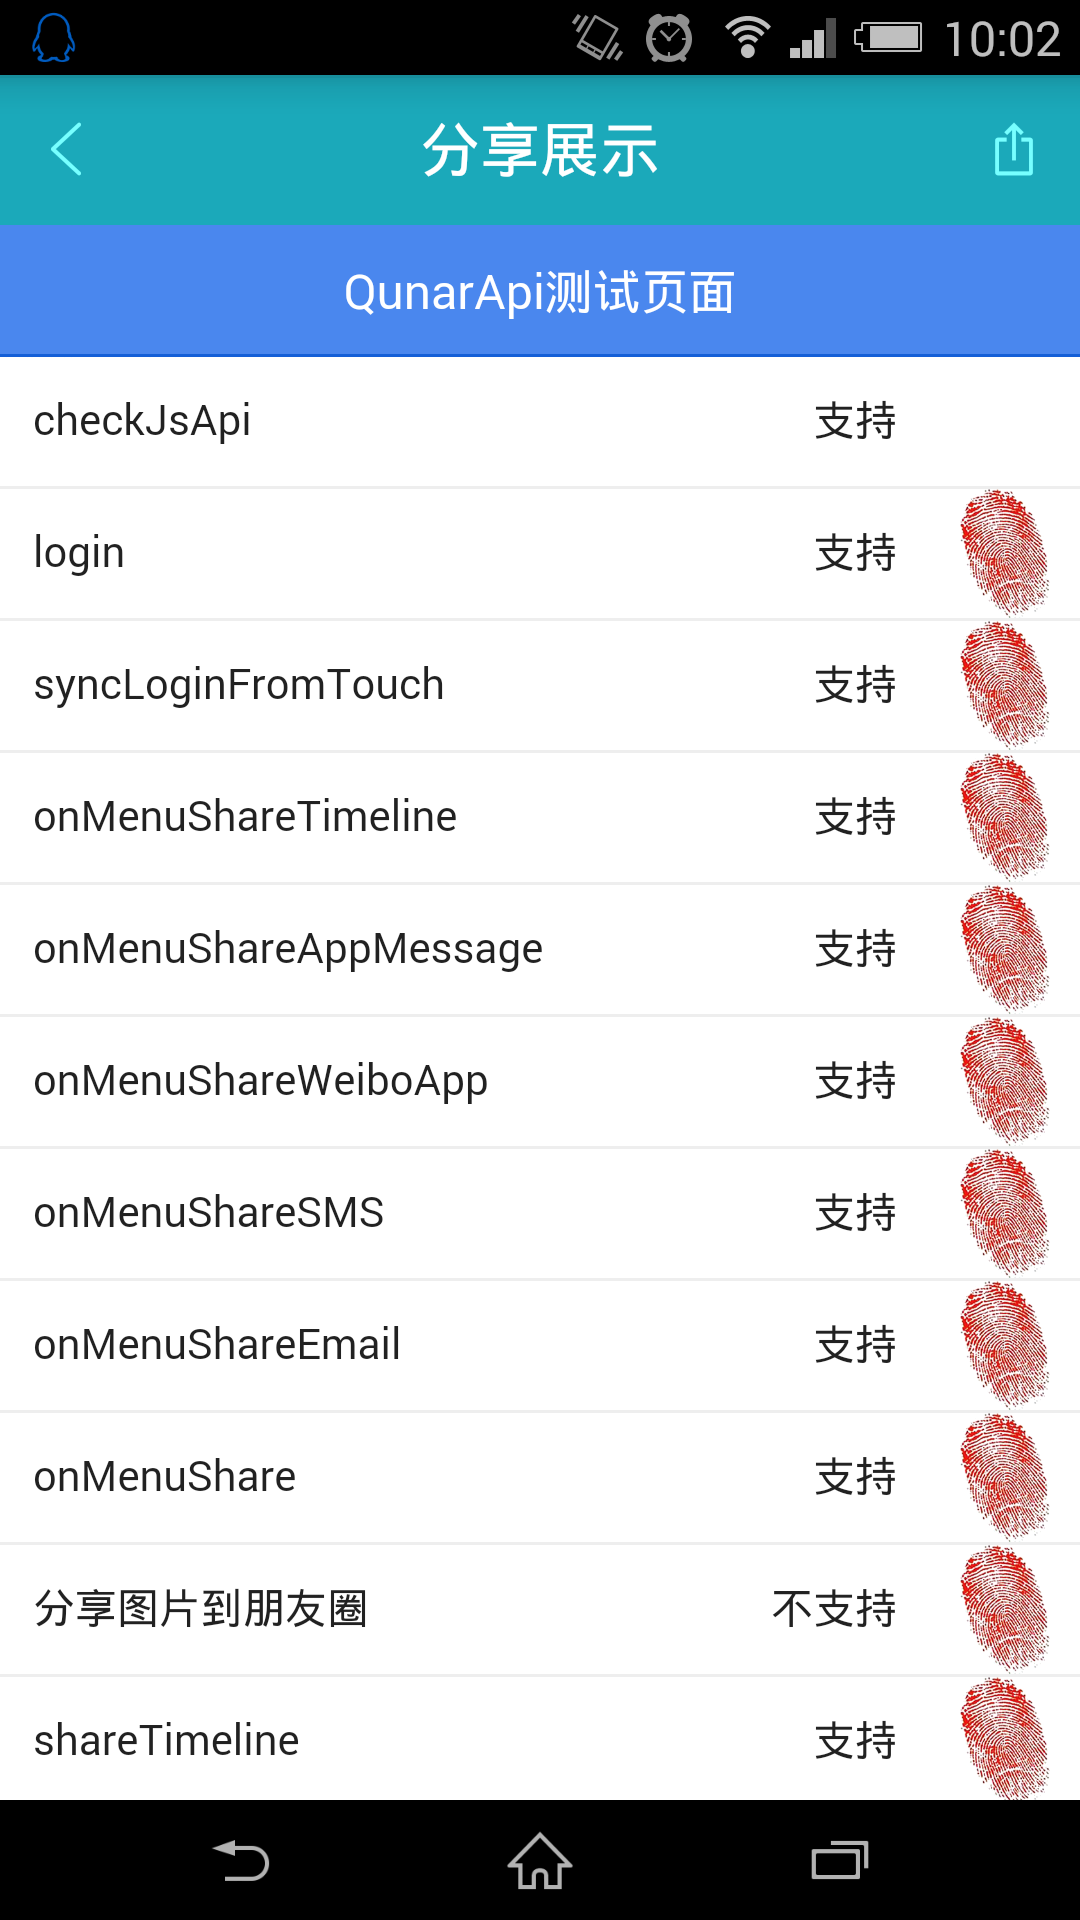 10:02
分享展示
QunarApi测试页面
checkJsApi 支持
login 支持
syncLoginFromTouch 支持
onMenuShareTimeline 支持
onMenuShareAppMessage 支持
onMenuShareWeiboApp 支持
onMenuShareSMS 支持
onMenuShareEmail 支持
onMenuShare 支持
分享图片到朋友圈 不支持
shareTimeline 支持